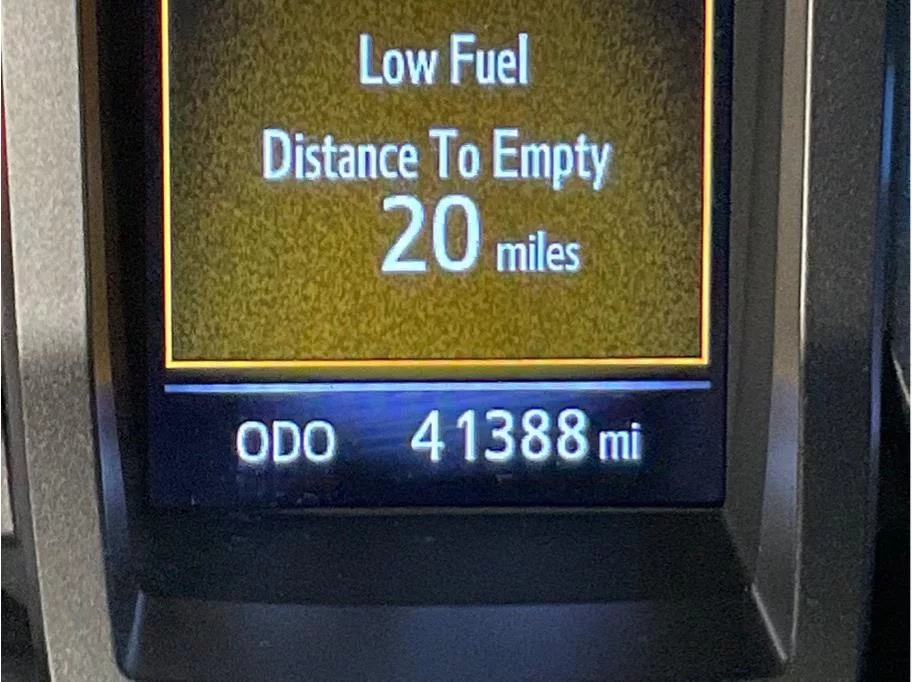 Low Fuel
Distance To Empty
20 miles
ODO 41388 mi